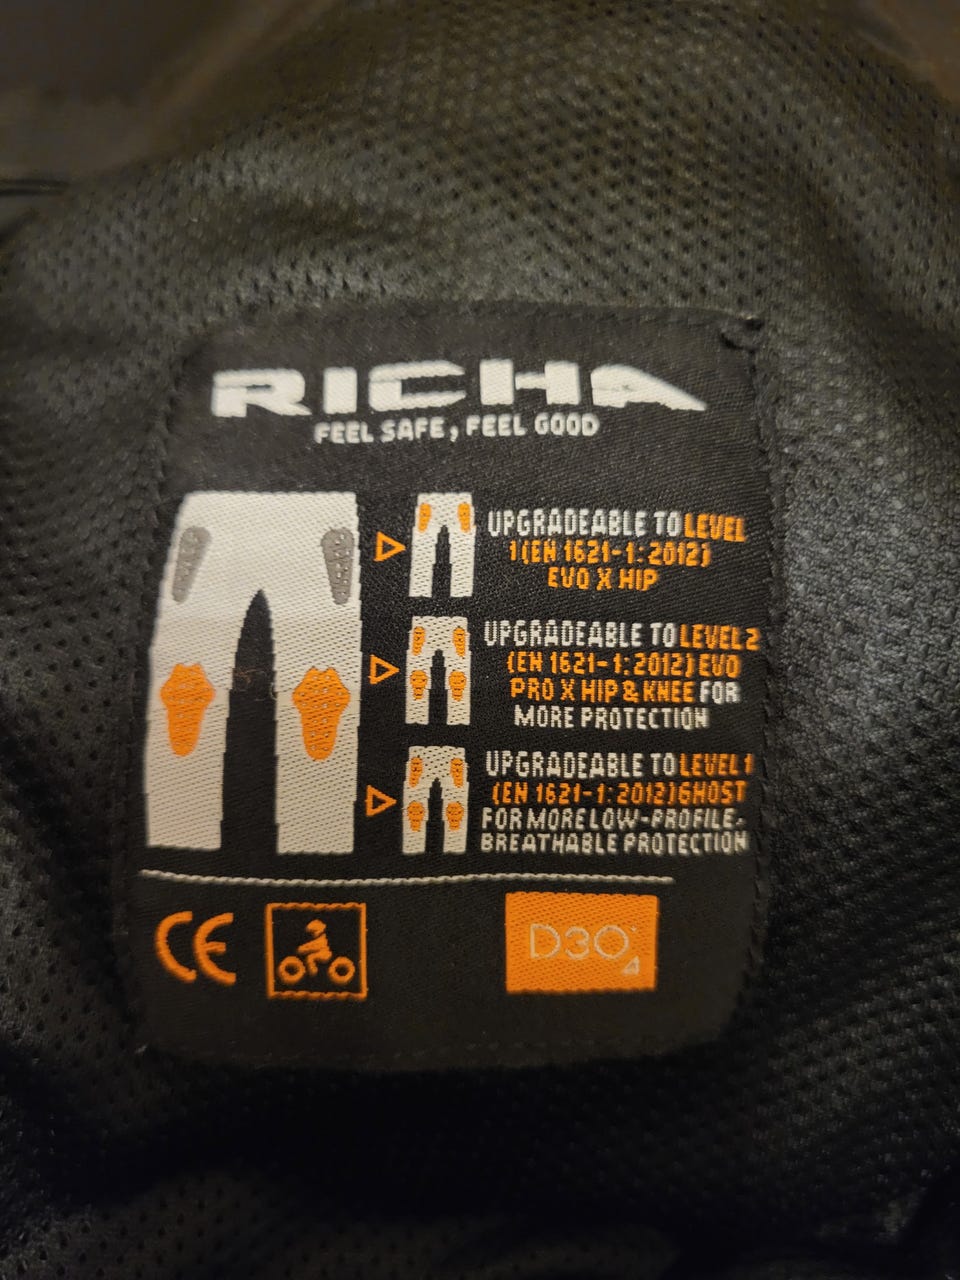 RICHA
FEEL SAFE, FEEL GOOD
UPGRADEABLE TO LEVEL
1(EN 1621-1:2012)
EVO X HIP
UPGRADEABLE TO LEVEL 2
(EN 1621-1:2012) EVO
PRO X HIP & KNEE FOR
MORE PROTECTION
UPGRADEABLE TO LEVEL 1
(EN 1621-1:2012)GHOST
FOR MORE LOW-PROFILE,
BREATHABLE PROTECTION
CE
D3O